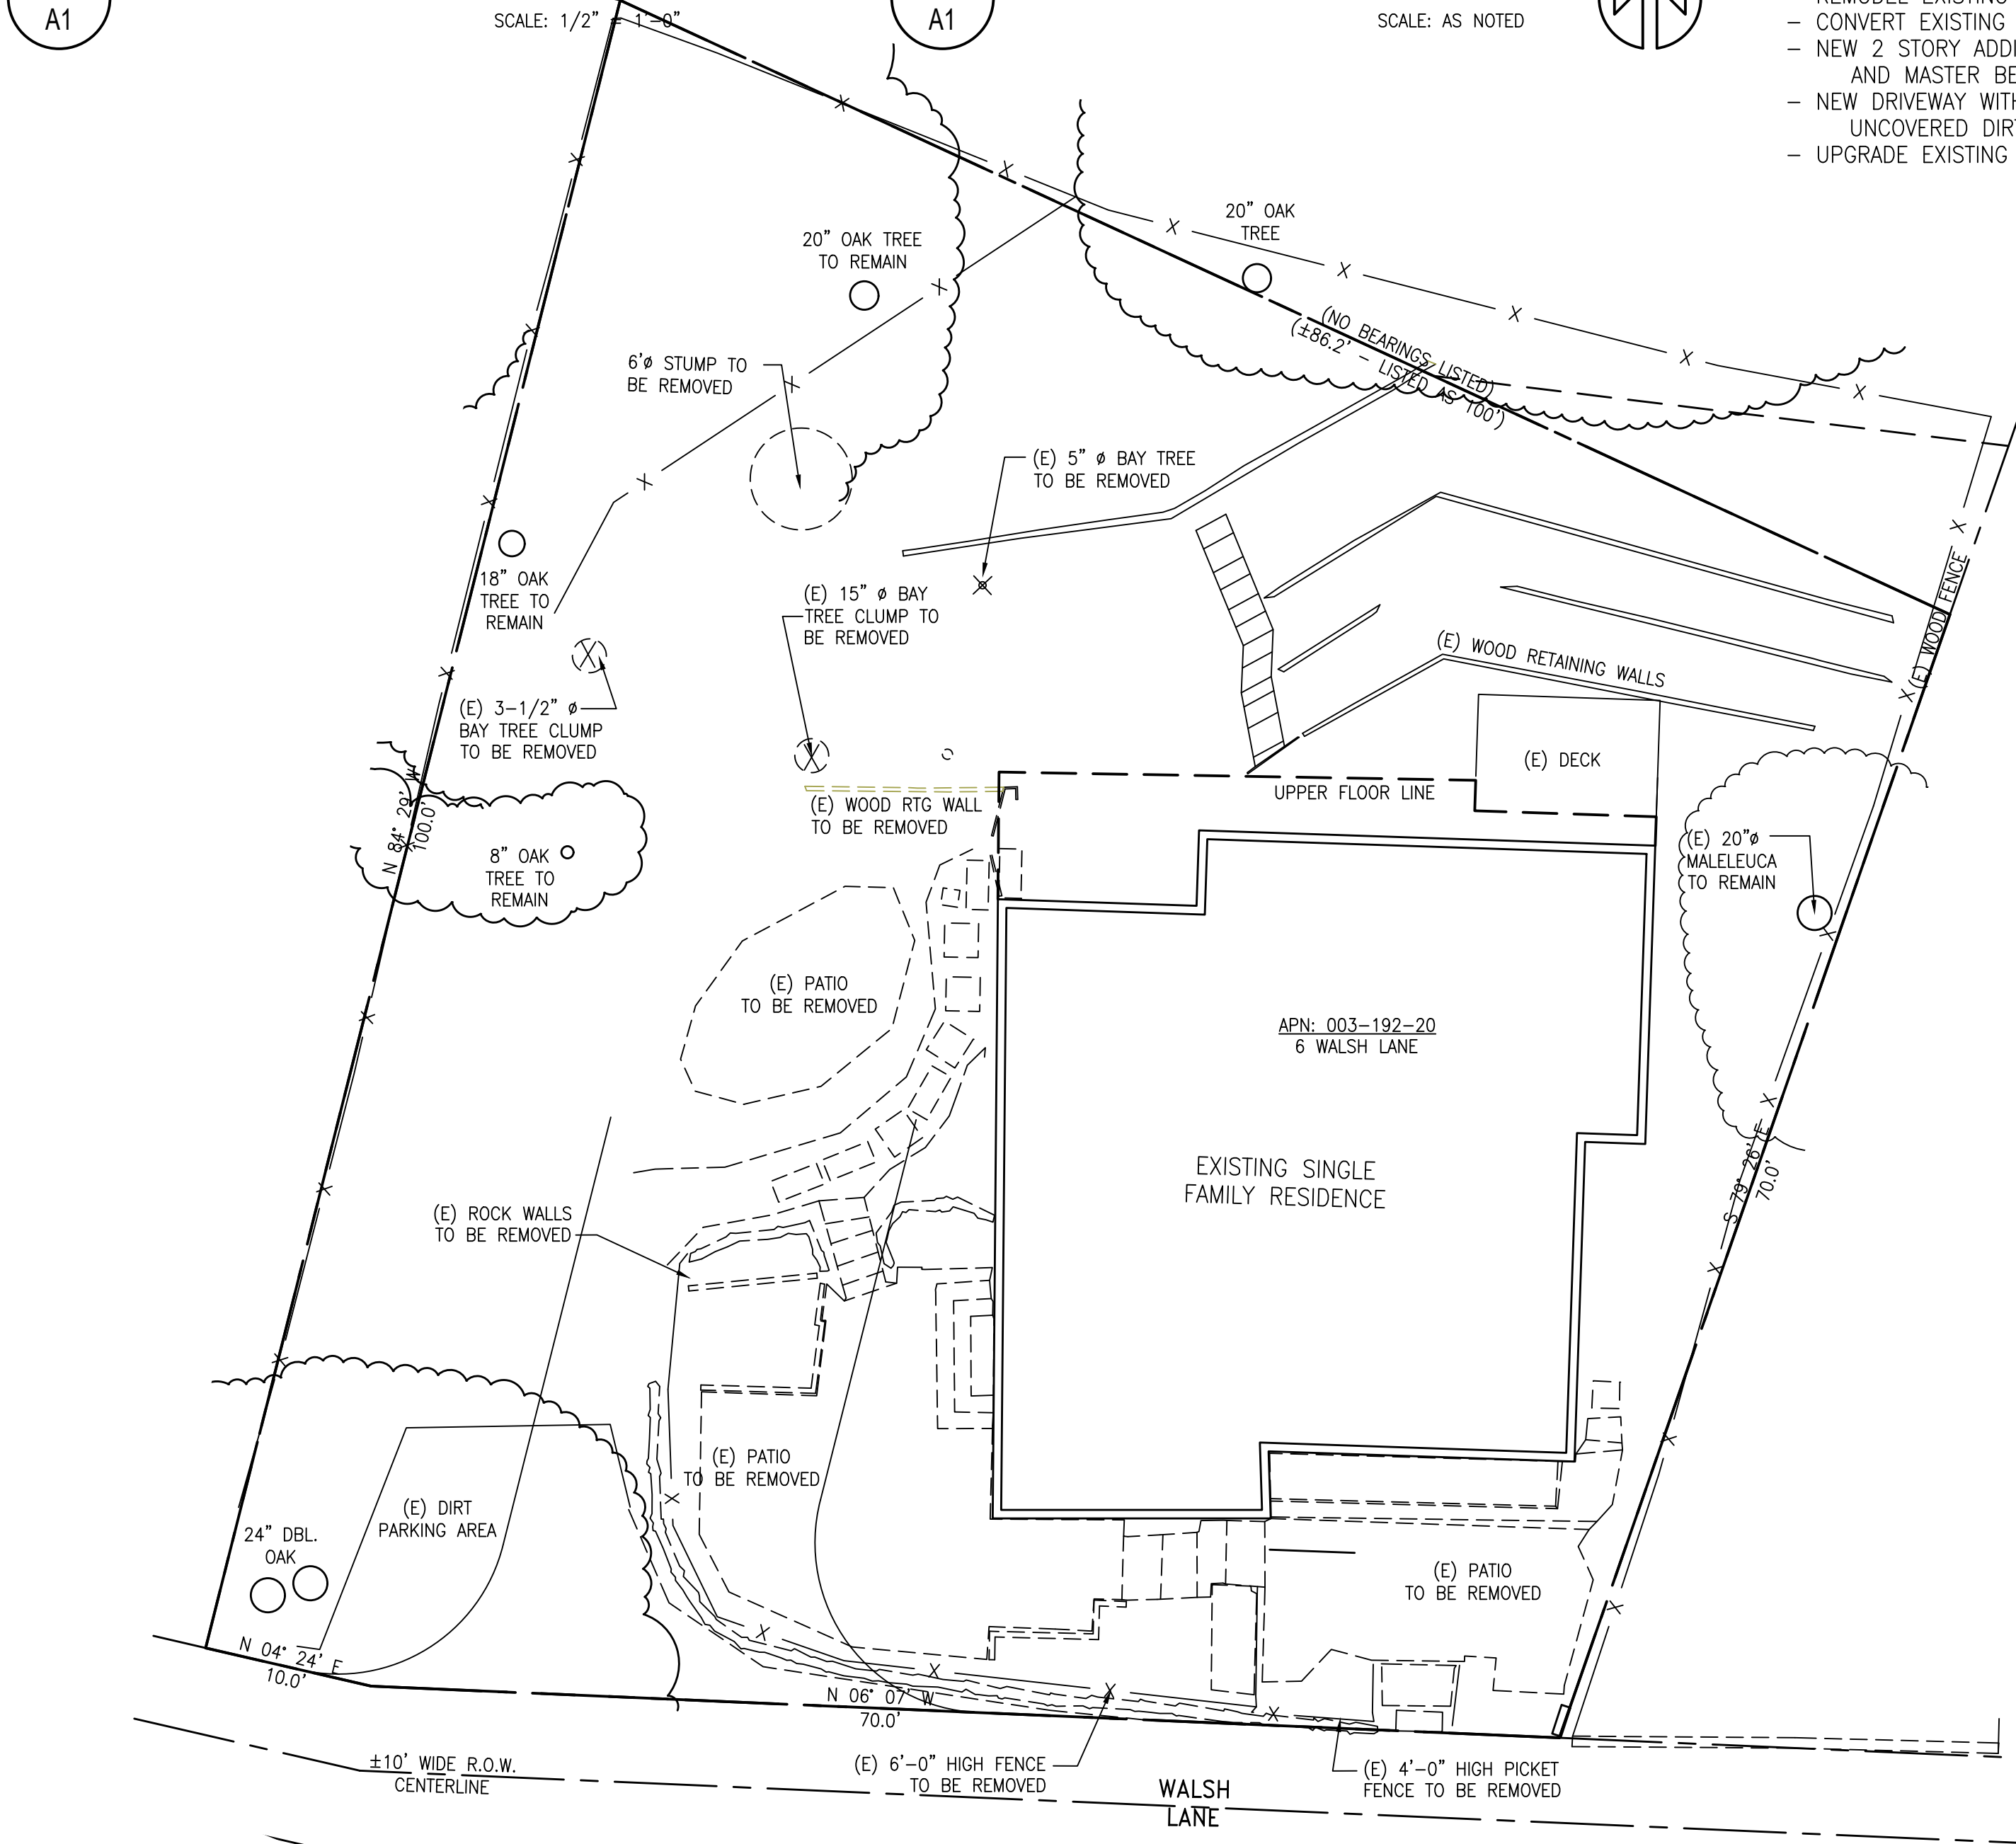 A1
SCALE: 1/2" = 1'-0"
A1
SCALE: AS NOTED
REMODEL EXISTING
- CONVERT EXISTING
- NEW 2 STORY ADDI
AND MASTER BE
- NEW DRIVEWAY WITH
UNCOVERED DIRT
- UPGRADE EXISTING
20" OAK
TREE
20" OAK TREE
TO REMAIN
(NO BEARINGS LISTED)
(±86.2' - LISTED AS 100')
6'ø STUMP TO
BE REMOVED
(E) 5" ø BAY TREE
TO BE REMOVED
18" OAK
TREE TO
REMAIN
(E) 15" ø BAY
TREE CLUMP TO
BE REMOVED
(E) WOOD FENCE
(E) WOOD RETAINING WALLS
(E) 3-1/2" ø
BAY TREE CLUMP
TO BE REMOVED
(E) DECK
UPPER FLOOR LINE
(E) WOOD RTG WALL
TO BE REMOVED
N 84° 29' W
100.0'
8" OAK
TREE TO
REMAIN
(E) 20"ø
MALELEUCA
TO REMAIN
(E) PATIO
TO BE REMOVED
APN: 003-192-20
6 WALSH LANE
EXISTING SINGLE
FAMILY RESIDENCE
S 79° 26' E
70.0'
(E) ROCK WALLS
TO BE REMOVED
(E) PATIO
TO BE REMOVED
(E) DIRT
PARKING AREA
24" DBL.
OAK
(E) PATIO
TO BE REMOVED
N 04° 24' E
10.0'
N 06° 07' W
70.0'
±10' WIDE R.O.W.
CENTERLINE
(E) 6'-0" HIGH FENCE
TO BE REMOVED
WALSH
LANE
(E) 4'-0" HIGH PICKET
FENCE TO BE REMOVED